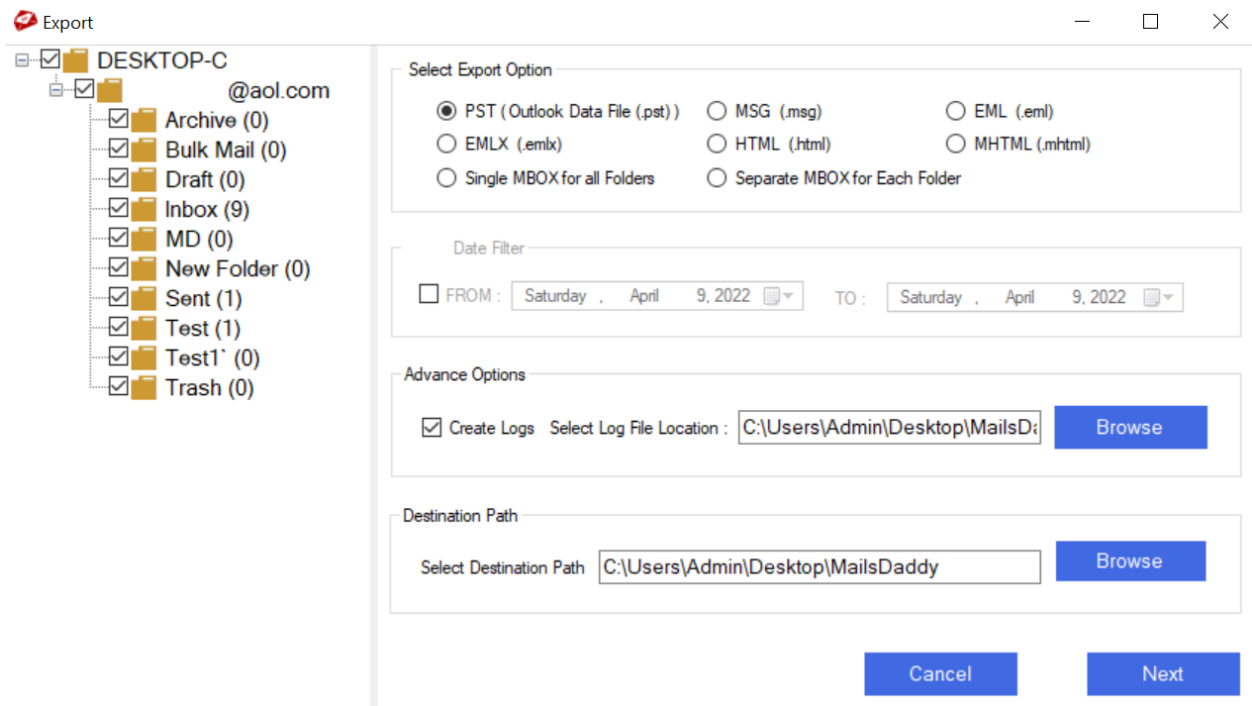 Export
DESKTOP-C
@aol.com
Archive (0)
Bulk Mail (0)
Draft (0)
Inbox (9)
MD (0)
New Folder (0)
Sent (1)
Test (1)
Test1` (0)
Trash (0)
Select Export Option
PST ( Outlook Data File (.pst) ) MSG (.msg) EML (.eml)
EMLX (.emlx) HTML (.html) MHTML (.mhtml)
Single MBOX for all Folders Separate MBOX for Each Folder
Date Filter
FROM : Saturday , April 9, 2022 TO : Saturday , April 9, 2022
Advance Options
Create Logs Select Log File Location : C:\Users\Admin\Desktop\MailsDa Browse
Destination Path
Select Destination Path C:\Users\Admin\Desktop\MailsDaddy Browse
Cancel Next